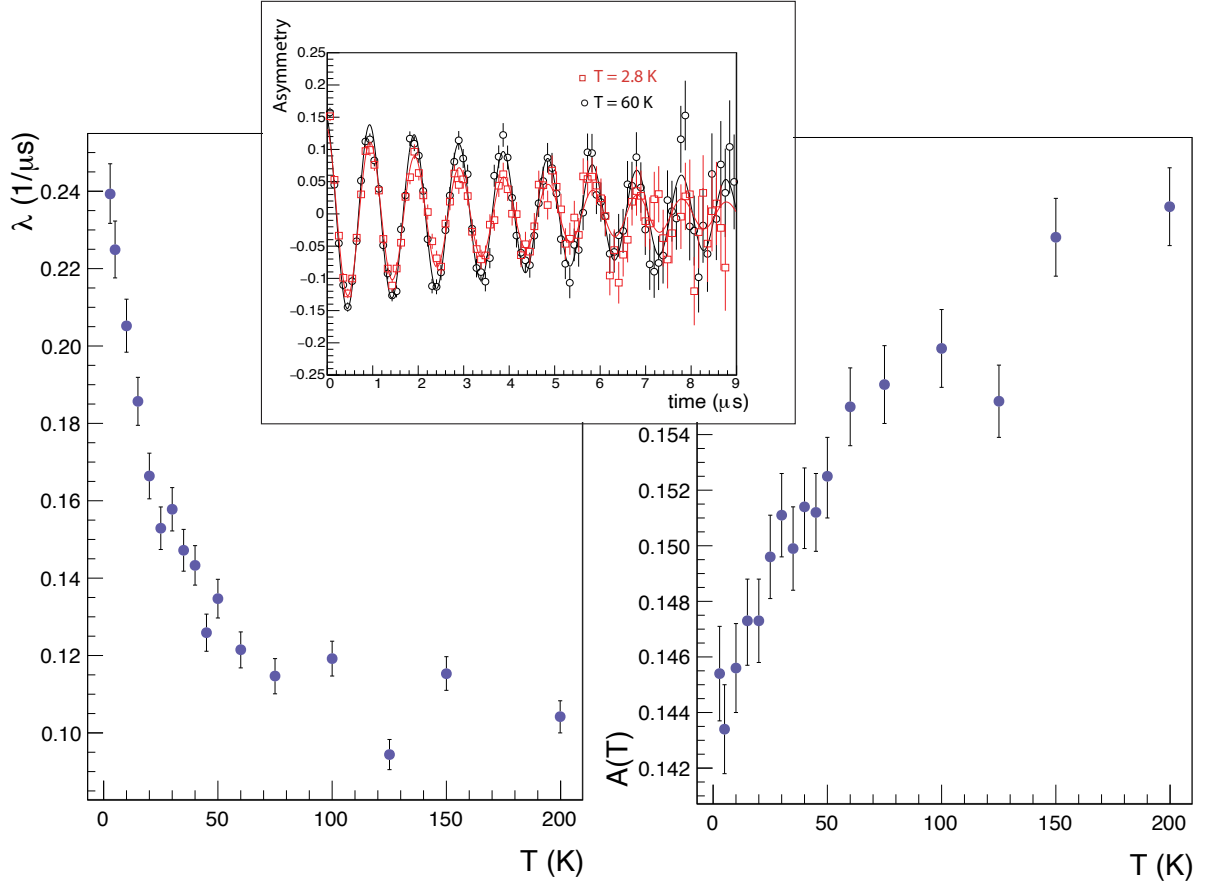 Asymmetry
0.25
0.2
0.15
0.1
0.05
0
−0.05
−0.1
−0.15
−0.2
−0.25
T = 2.8 K
T = 60 K
0 1 2 3 4 5 6 7 8 9
time (μs)
λ (1/μs)
0.24
0.22
0.20
0.18
0.16
0.14
0.12
0.10
0 50 100 150 200
T (K)
A(T)
0.154
0.152
0.150
0.148
0.146
0.144
0.142
0 50 100 150 200
T (K)